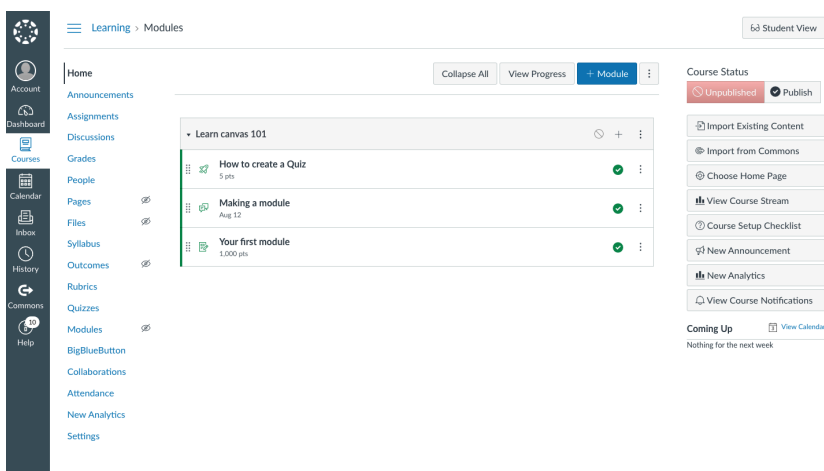 Account
Dashboard
Courses
Calendar
Inbox
History
Commons
10
Help
Learning › Modules
Student View
Home
Announcements
Assignments
Discussions
Grades
People
Pages
Files
Syllabus
Outcomes
Rubrics
Quizzes
Modules
BigBlueButton
Collaborations
Attendance
New Analytics
Settings
Collapse All View Progress + Module
Learn canvas 101
How to create a Quiz
5 pts
Making a module
Aug 12
Your first module
1,000 pts
Course Status
Unpublished Publish
Import Existing Content
Import from Commons
Choose Home Page
View Course Stream
Course Setup Checklist
New Announcement
New Analytics
View Course Notifications
Coming Up View Calendar
Nothing for the next week